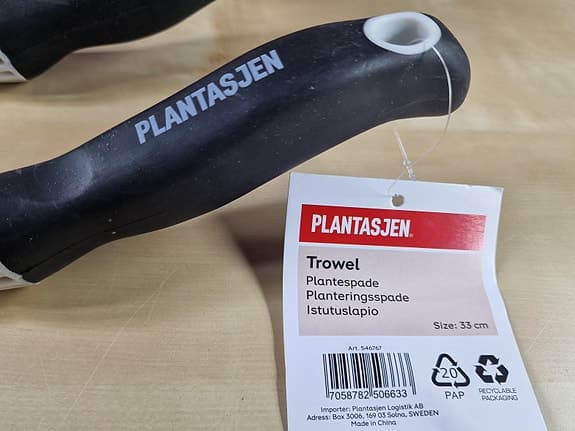 PLANTASJEN
PLANTASJEN
Trowel
Plantespade
Planteringsspade
Istutuslapio
Size: 33 cm
Art. 546767
7058782 506633
20
PAP
RECYCLABLE
PACKAGING
Importer: Plantasjen Logistik AB
Adress: Box 3006, 169 03 Solna, SWEDEN
Made in China